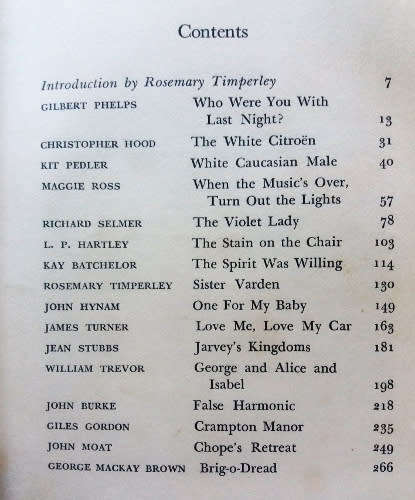 Contents
Introduction by Rosemary Timperley 7
GILBERT PHELPS Who Were You With
Last Night? 13
CHRISTOPHER HOOD The White Citroën 31
KIT PEDLER White Caucasian Male 40
MAGGIE ROSS When the Music's Over,
Turn Out the Lights 57
RICHARD SELMER The Violet Lady 78
L. P. HARTLEY The Stain on the Chair 103
KAY BATCHELOR The Spirit Was Willing 114
ROSEMARY TIMPERLEY Sister Varden 130
JOHN HYNAM One For My Baby 149
JAMES TURNER Love Me, Love My Car 163
JEAN STUBBS Jarvey's Kingdoms 181
WILLIAM TREVOR George and Alice and
Isabel 198
JOHN BURKE False Harmonic 218
GILES GORDON Crampton Manor 235
JOHN MOAT Chope's Retreat 249
GEORGE MACKAY BROWN Brig-o-Dread 266